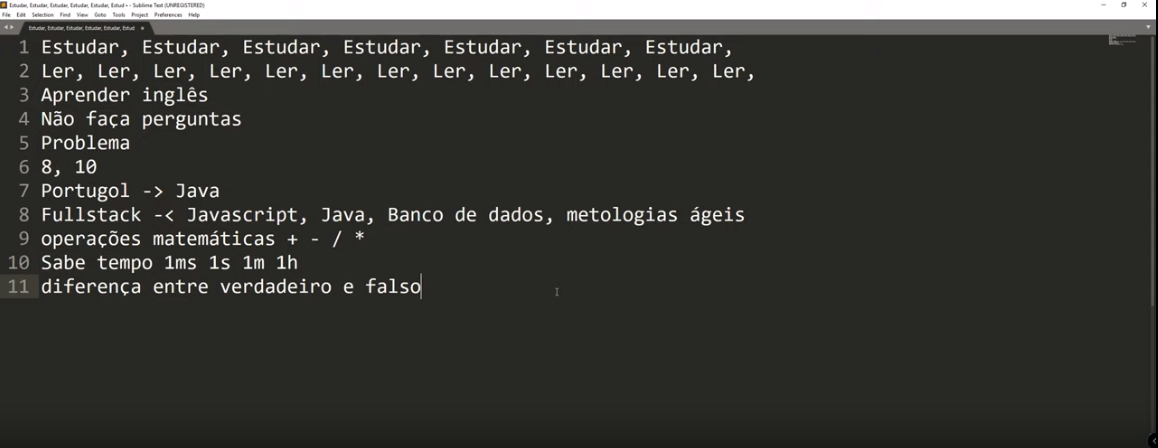 Estudar, Estudar, Estudar, Estudar, Estudar, Estud • - Sublime Text (UNREGISTERED)
File Edit Selection Find View Goto Tools Project Preferences Help
Estudar, Estudar, Estudar, Estudar, Estudar, Estud
1 Estudar, Estudar, Estudar, Estudar, Estudar, Estudar, Estudar,
2 Ler, Ler, Ler, Ler, Ler, Ler, Ler, Ler, Ler, Ler, Ler, Ler, Ler,
3 Aprender inglês
4 Não faça perguntas
5 Problema
6 8, 10
7 Portugol -> Java
8 Fullstack -< Javascript, Java, Banco de dados, metologias ágeis
9 operações matemáticas + - / *
10 Sabe tempo 1ms 1s 1m 1h
11 diferença entre verdadeiro e falso